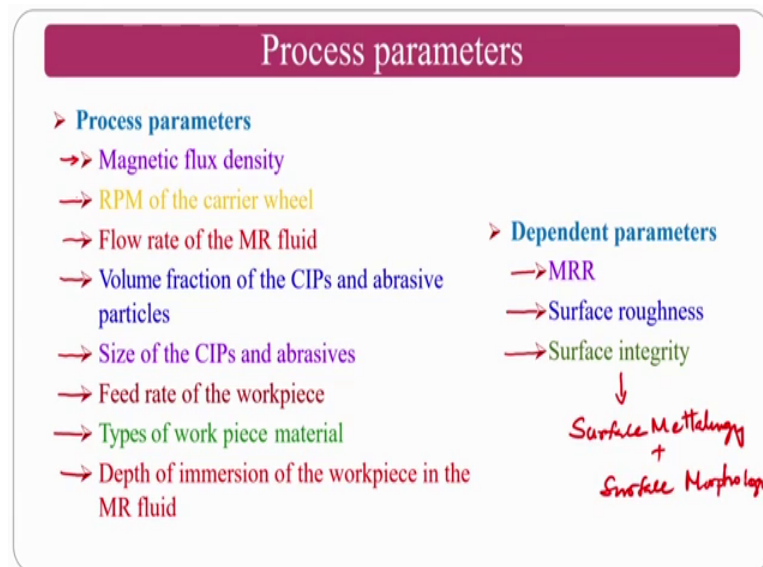 Process parameters
Process parameters
Magnetic flux density
RPM of the carrier wheel
Flow rate of the MR fluid
Volume fraction of the CIPs and abrasive
particles
Size of the CIPs and abrasives
Feed rate of the workpiece
Types of work piece material
Depth of immersion of the workpiece in the
MR fluid
Dependent parameters
MRR
Surface roughness
Surface integrity
Surface Mettalurgy
+
Surface Morpholog